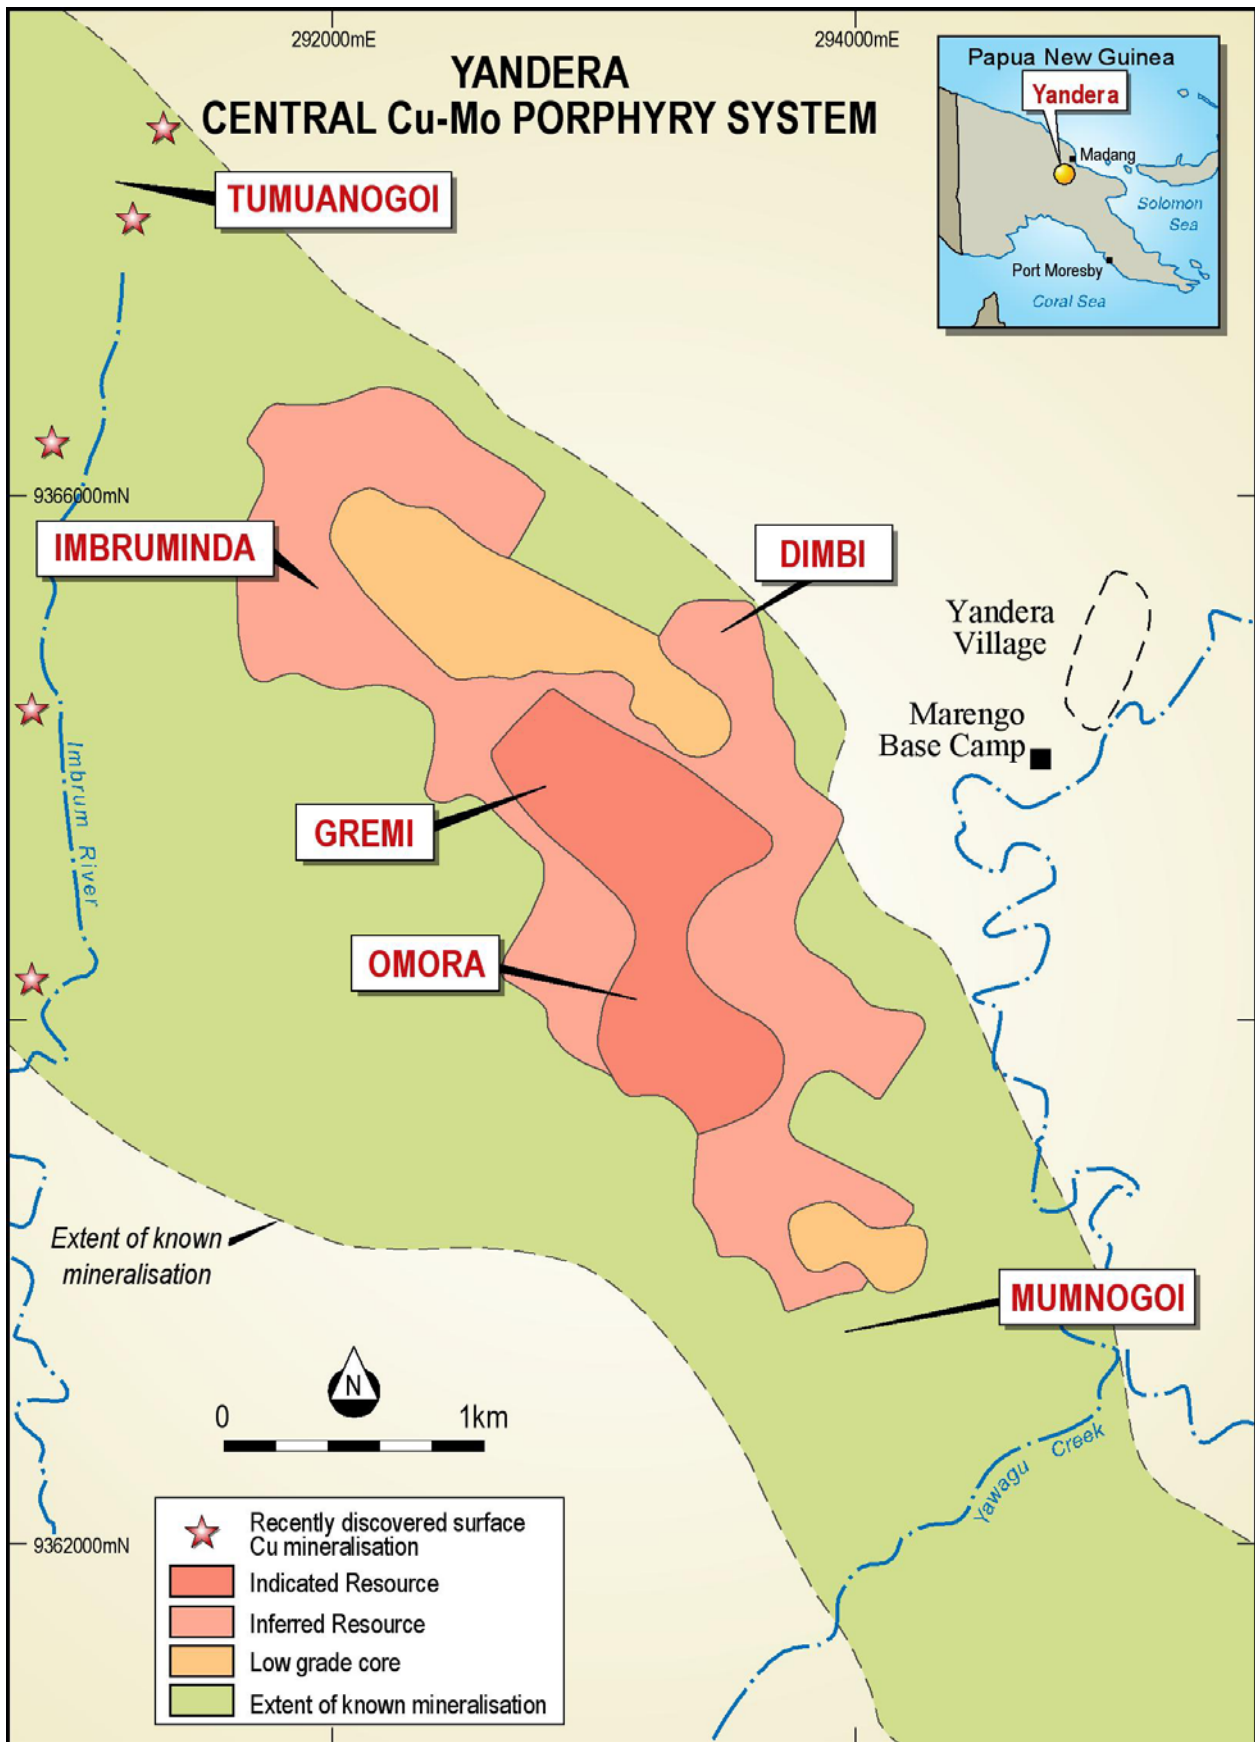 292000mE
294000mE
YANDERA
CENTRAL Cu-Mo PORPHYRY SYSTEM
Papua New Guinea
Yandera
Madang
Solomon
Sea
Port Moresby
Coral Sea
TUMUANOGOI
9366000mN
IMBRUMINDA
DIMBI
Yandera
Village
Marengo
Base Camp
Imbrum River
GREMI
OMORA
Extent of known
mineralisation
MUMNOGOI
N
0 1km
Yawagu Creek
9362000mN
Recently discovered surface
Cu mineralisation
Indicated Resource
Inferred Resource
Low grade core
Extent of known mineralisation